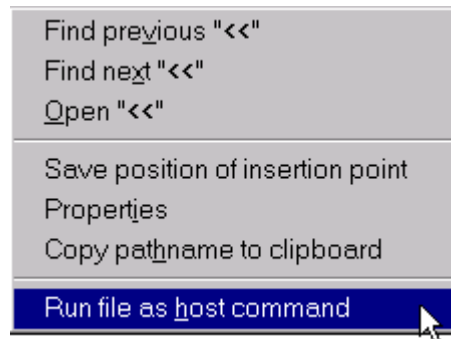 Find previous "<<"
Find next "<<"
Open "<<"
Save position of insertion point
Properties
Copy pathname to clipboard
Run file as host command